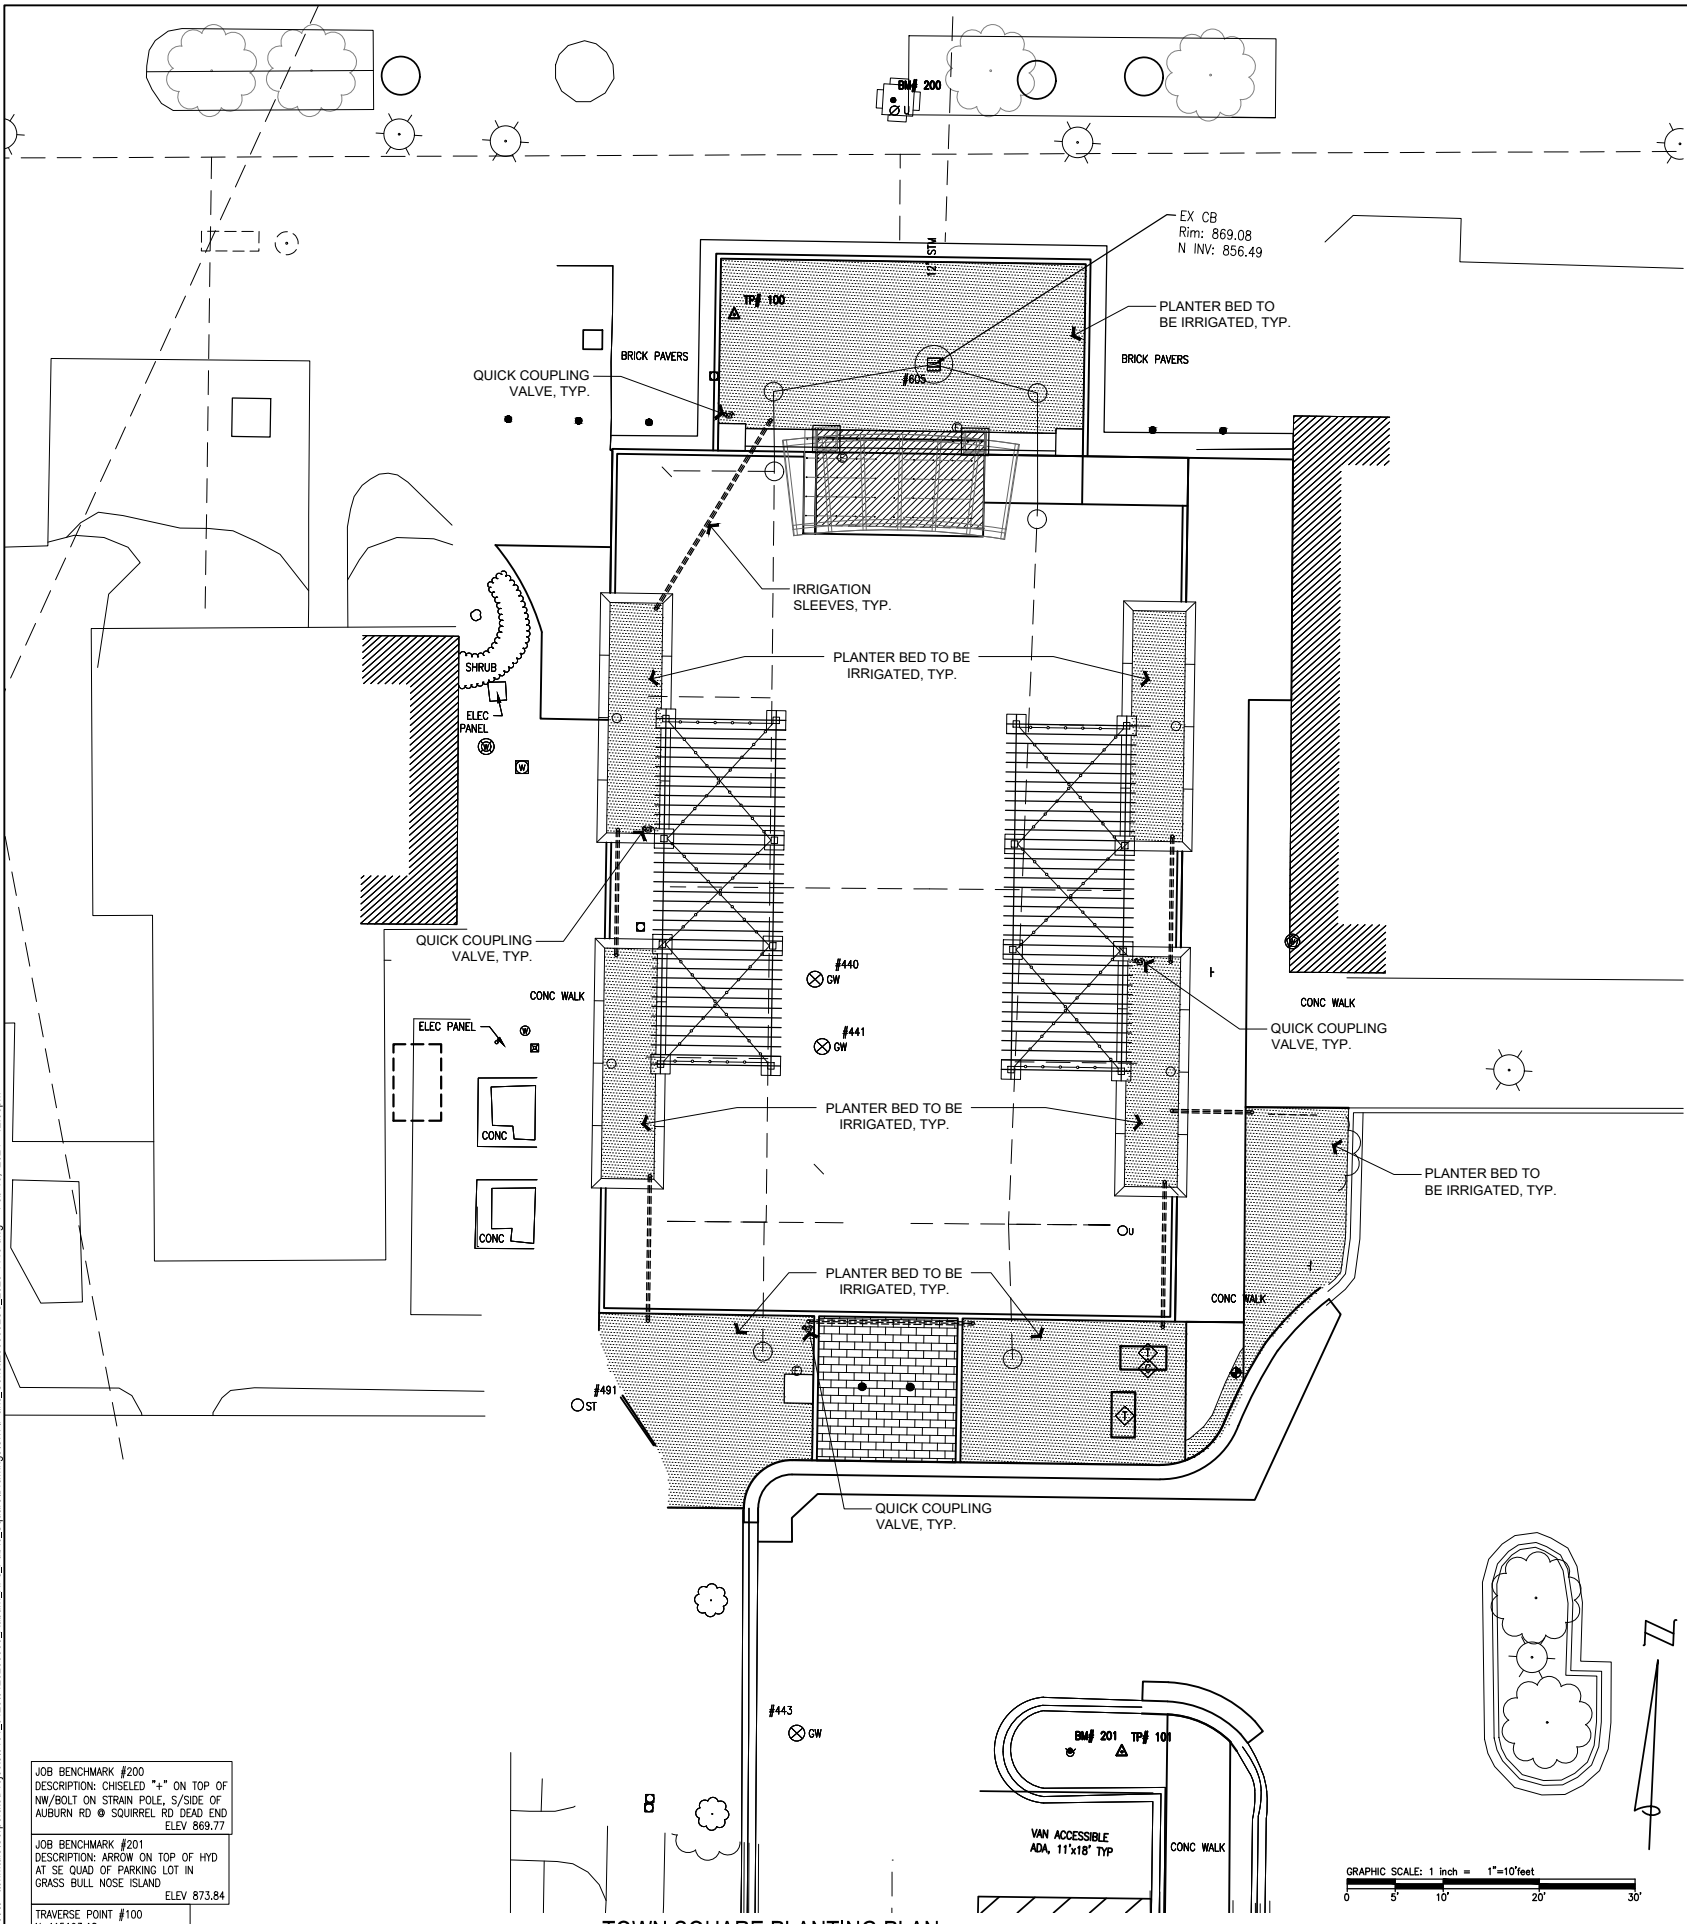 BM# 200
U
EX CB
Rim: 869.08
N INV: 856.49
12" STM
TP# 100
PLANTER BED TO
BE IRRIGATED, TYP.
BRICK PAVERS
BRICK PAVERS
QUICK COUPLING
VALVE, TYP.
#605
IRRIGATION
SLEEVES, TYP.
PLANTER BED TO BE
IRRIGATED, TYP.
SHRUB
ELEC
PANEL
W
W
QUICK COUPLING
VALVE, TYP.
#440
GW
CONC WALK
CONC WALK
ELEC PANEL
W
#441
GW
QUICK COUPLING
VALVE, TYP.
PLANTER BED TO BE
IRRIGATED, TYP.
CONC
PLANTER BED TO
BE IRRIGATED, TYP.
CONC
U
PLANTER BED TO BE
IRRIGATED, TYP.
CONC WALK
T
#491
ST
T
QUICK COUPLING
VALVE, TYP.
#443
GW
BM# 201 TP# 101
VAN ACCESSIBLE
ADA, 11'x18' TYP
CONC WALK
JOB BENCHMARK #200
DESCRIPTION: CHISELED "+" ON TOP OF
NW/BOLT ON STRAIN POLE, S/SIDE OF
AUBURN RD @ SQUIRREL RD DEAD END
ELEV 869.77
JOB BENCHMARK #201
DESCRIPTION: ARROW ON TOP OF HYD
AT SE QUAD OF PARKING LOT IN
GRASS BULL NOSE ISLAND
ELEV 873.84
TRAVERSE POINT #100
N
GRAPHIC SCALE: 1 inch = 1"=10'feet
0 5' 10' 20' 30'
TOWN SQUARE PLANTING PLAN